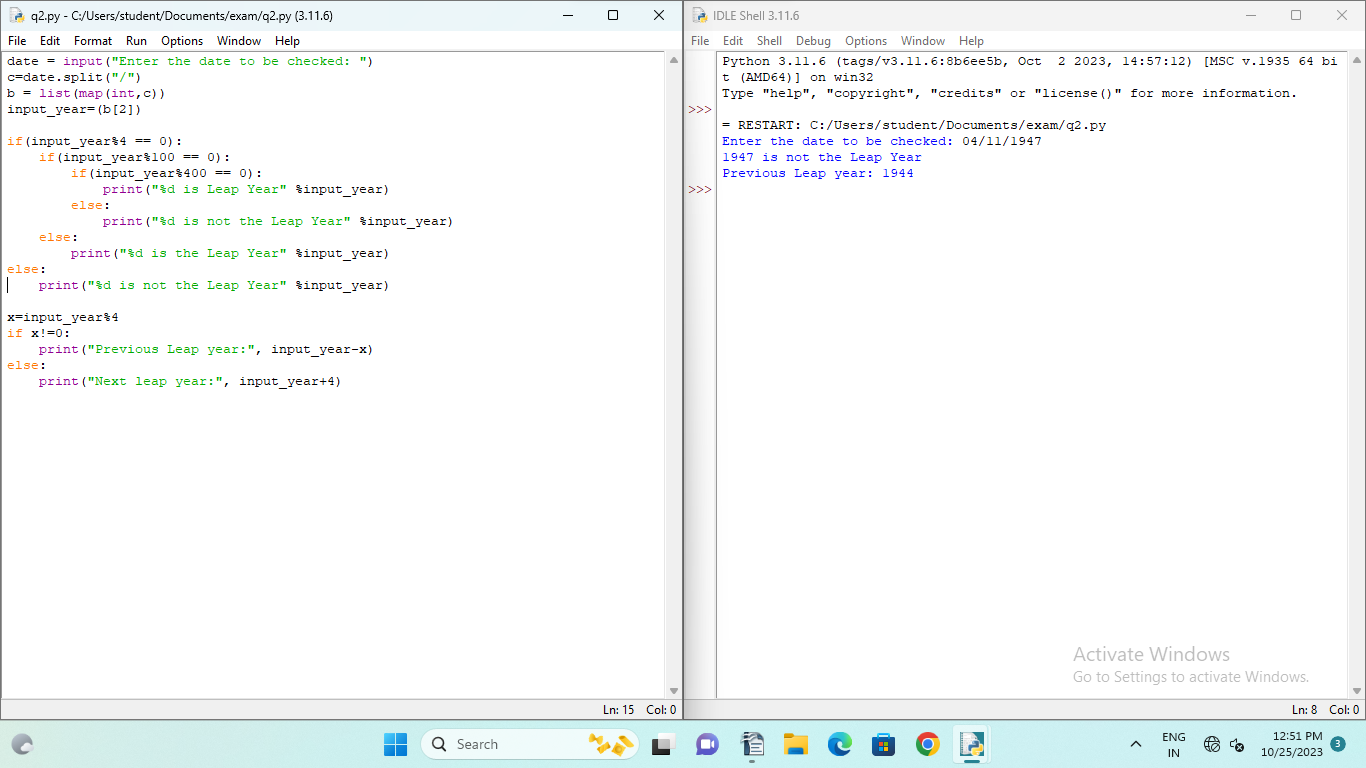 q2.py - C:/Users/student/Documents/exam/q2.py (3.11.6)
File Edit Format Run Options Window Help
date = input("Enter the date to be checked: ")
c=date.split("/")
b = list(map(int,c))
input_year=(b[2])
if(input_year%4 == 0):
    if(input_year%100 == 0):
        if(input_year%400 == 0):
            print("%d is Leap Year" %input_year)
        else:
            print("%d is not the Leap Year" %input_year)
    else:
        print("%d is the Leap Year" %input_year)
else:
    print("%d is not the Leap Year" %input_year)
x=input_year%4
if x!=0:
    print("Previous Leap year:", input_year-x)
else:
    print("Next leap year:", input_year+4)
Ln: 15 Col: 0
IDLE Shell 3.11.6
File Edit Shell Debug Options Window Help
Python 3.11.6 (tags/v3.11.6:8b6ee5b, Oct  2 2023, 14:57:12) [MSC v.1935 64 bi
t (AMD64)] on win32
Type "help", "copyright", "credits" or "license()" for more information.
>>>
= RESTART: C:/Users/student/Documents/exam/q2.py
Enter the date to be checked: 04/11/1947
1947 is not the Leap Year
Previous Leap year: 1944
>>>
Activate Windows
Go to Settings to activate Windows.
Ln: 8 Col: 0
Search
ENG
IN
12:51 PM
10/25/2023
3